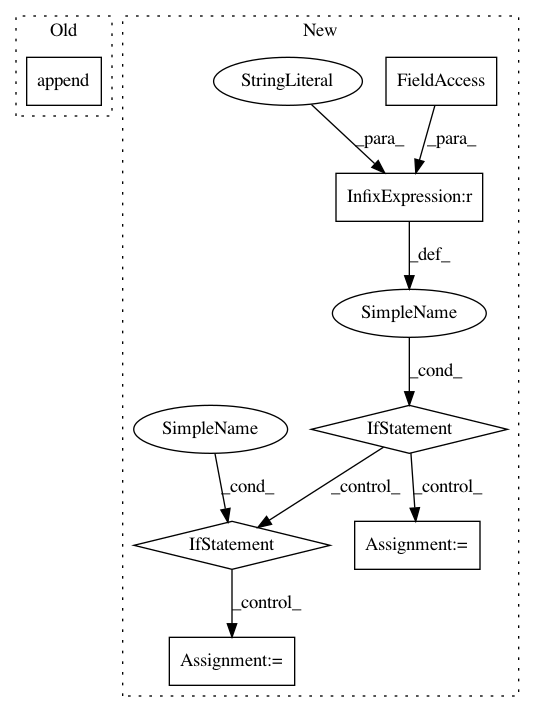 Old
New
append
StringLiteral
FieldAccess
_para_
_para_
InfixExpression:r
_def_
SimpleName
_cond_
SimpleName
IfStatement
_cond_
_control_
_control_
IfStatement
Assignment:=
_control_
Assignment:=